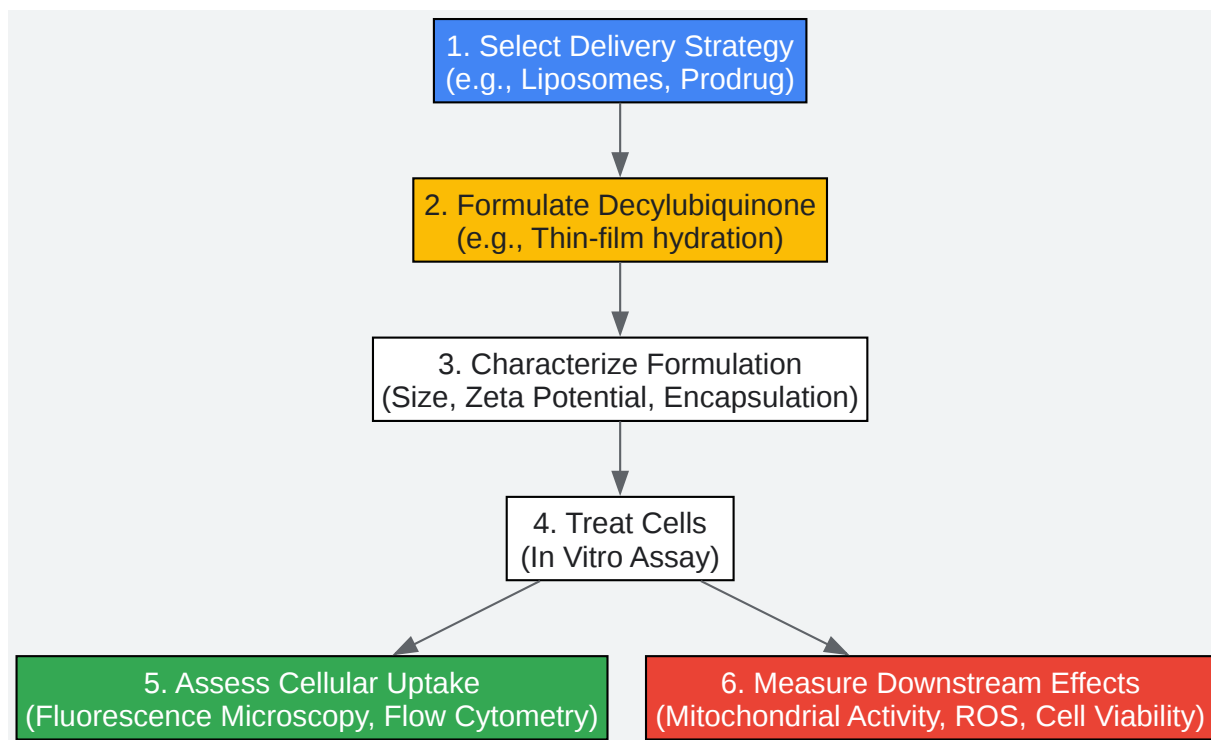 1. Select Delivery Strategy
(e.g., Liposomes, Prodrug)
2. Formulate Decylubiquinone
(e.g., Thin-film hydration)
3. Characterize Formulation
(Size, Zeta Potential, Encapsulation)
4. Treat Cells
(In Vitro Assay)
5. Assess Cellular Uptake
(Fluorescence Microscopy, Flow Cytometry)
6. Measure Downstream Effects
(Mitochondrial Activity, ROS, Cell Viability)